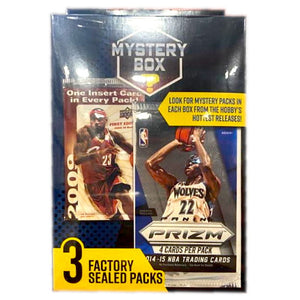 MYSTERY
BOX
?
LOOK FOR MYSTERY PACKS IN
EACH BOX FROM THE HOBBY'S
HOTTEST RELEASES!
One Insert Card
in Every Pack!
FIRST EDITION
23
2009
NBA
WOLVES
22
PRIZM
4 CARDS PER PACK
2014-15 NBA TRADING CARDS
3 FACTORY
SEALED PACKS